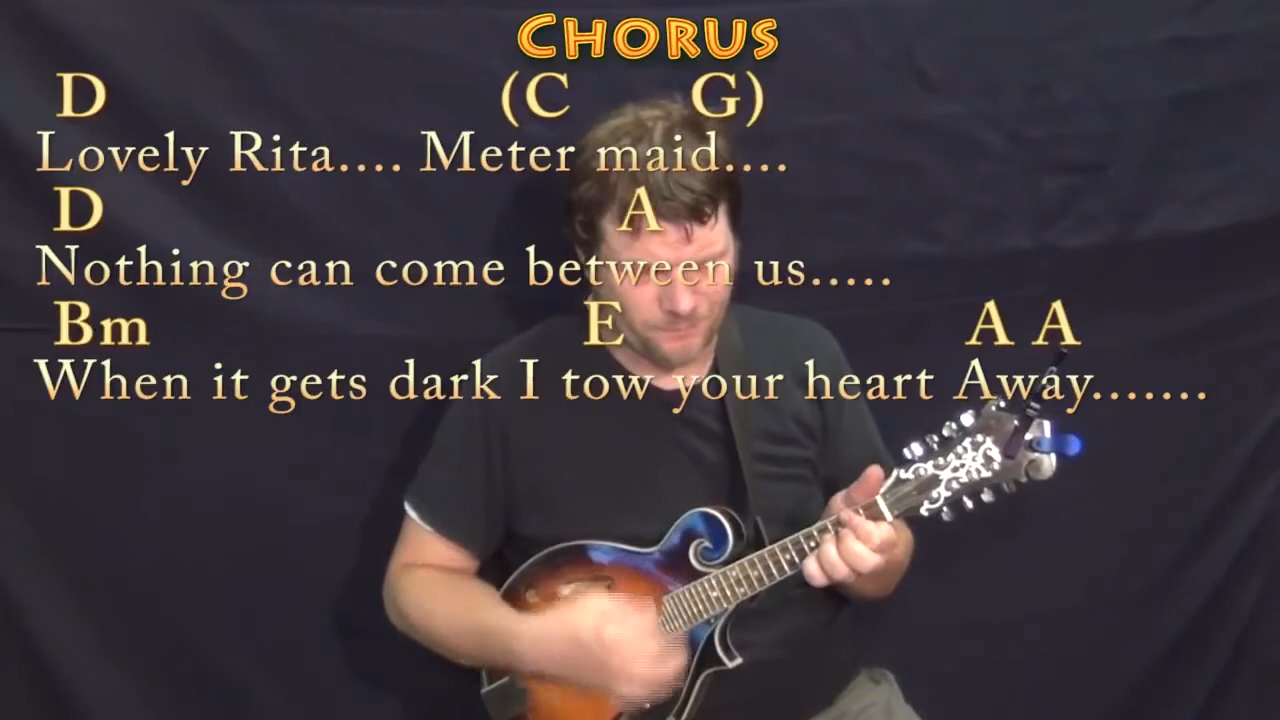 CHORUS
D (C G)
Lovely Rita.... Meter maid....
D A
Nothing can come between us.....
Bm E A A
When it gets dark I tow your heart Away.......